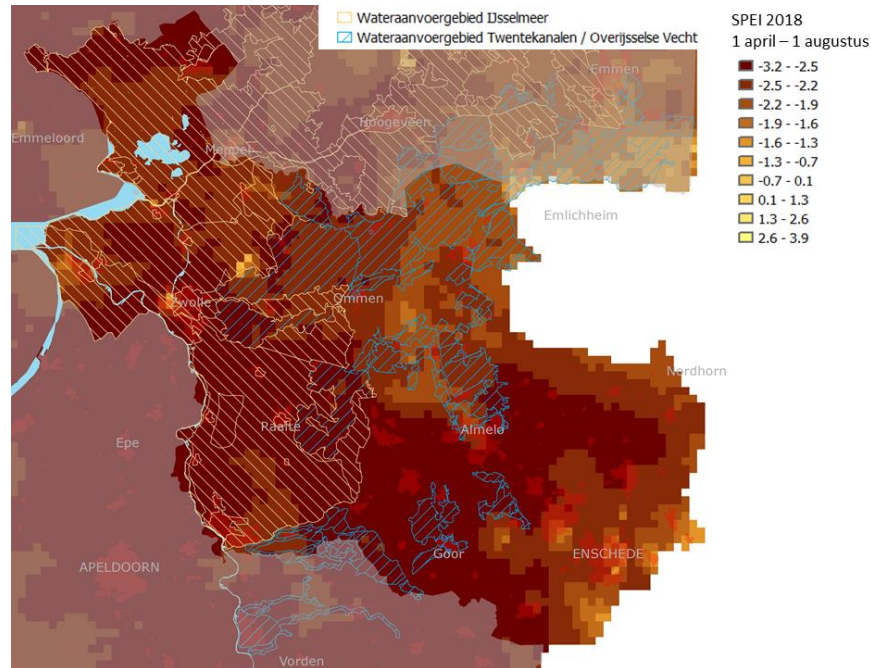 Wateraanvoergebied IJsselmeer
Wateraanvoergebied Twentekanalen / Overijsselse Vecht
SPEI 2018
1 april – 1 augustus
-3.2 - -2.5
-2.5 - -2.2
-2.2 - -1.9
-1.9 - -1.6
-1.6 - -1.3
-1.3 - -0.7
-0.7 - 0.1
0.1 - 1.3
1.3 - 2.6
2.6 - 3.9
Emmen
Hoogeveen
Emmeloord
Meppel
Emlichheim
Zwolle
Ommen
Nordhorn
Raalte
Almelo
Epe
Goor
ENSCHEDE
APELDOORN
Vorden